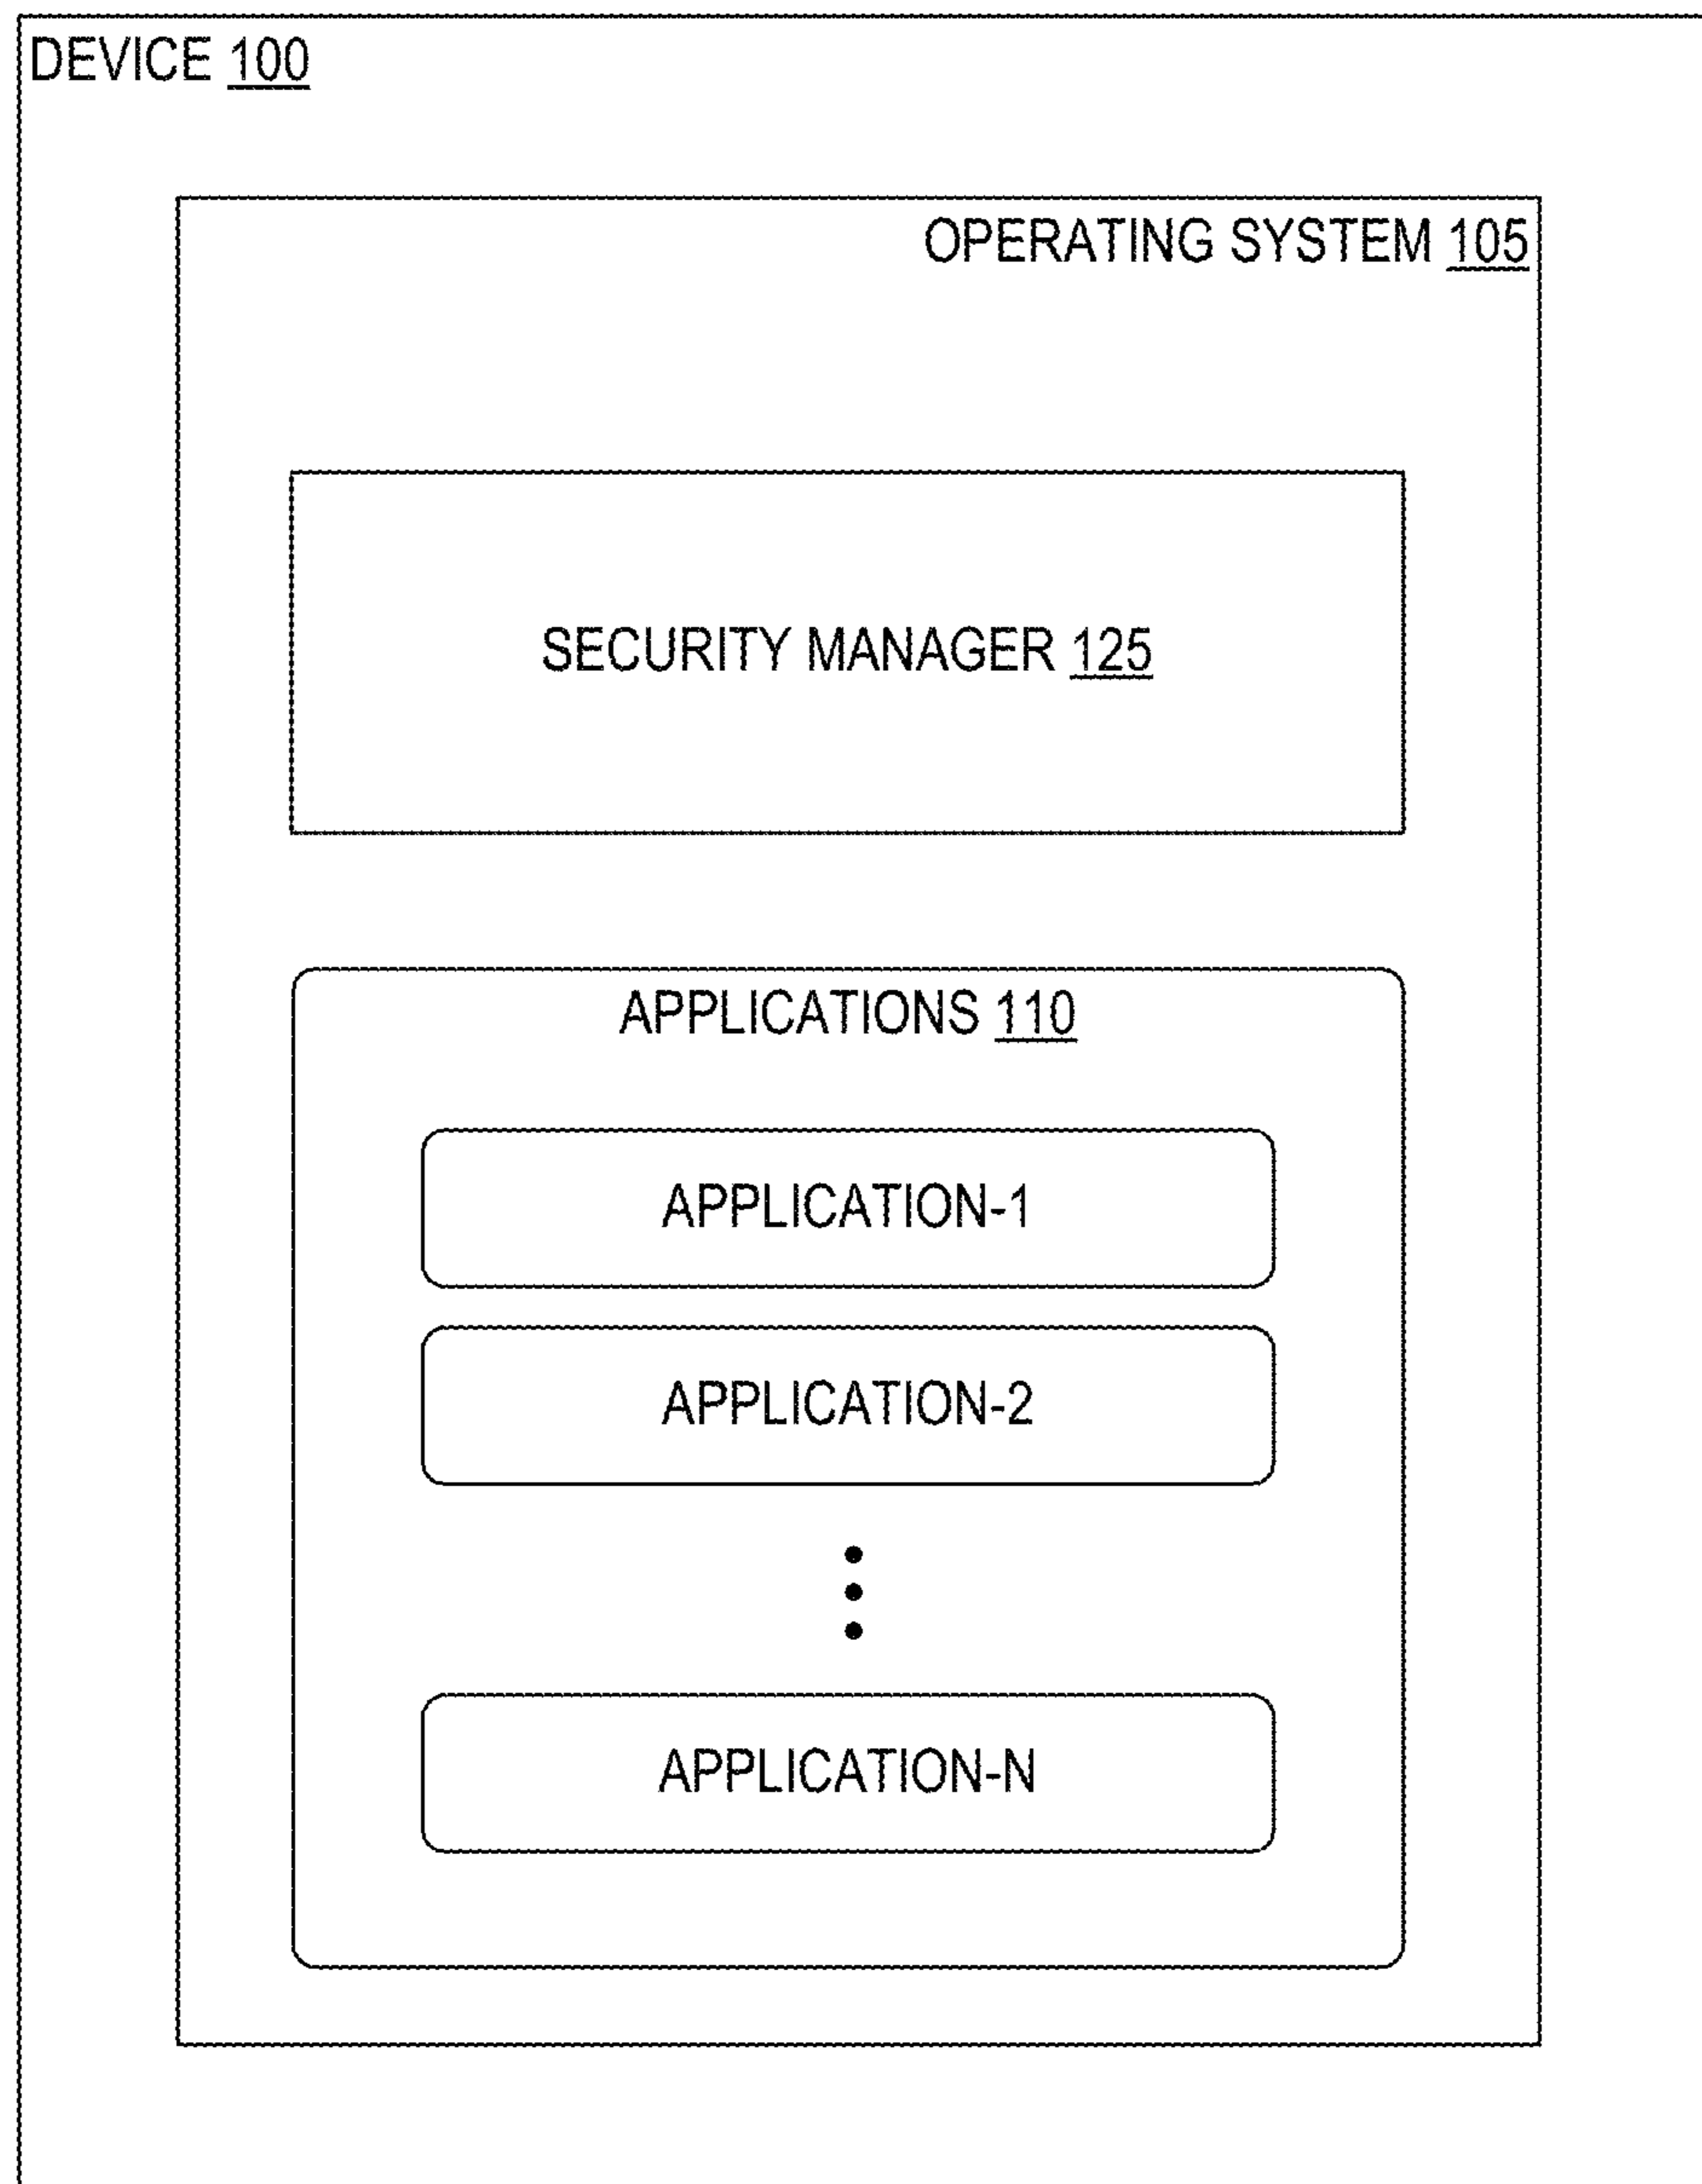 DEVICE 100
OPERATING SYSTEM 105
SECURITY MANAGER 125
APPLICATIONS 110
APPLICATION-1
APPLICATION-2
APPLICATION-N